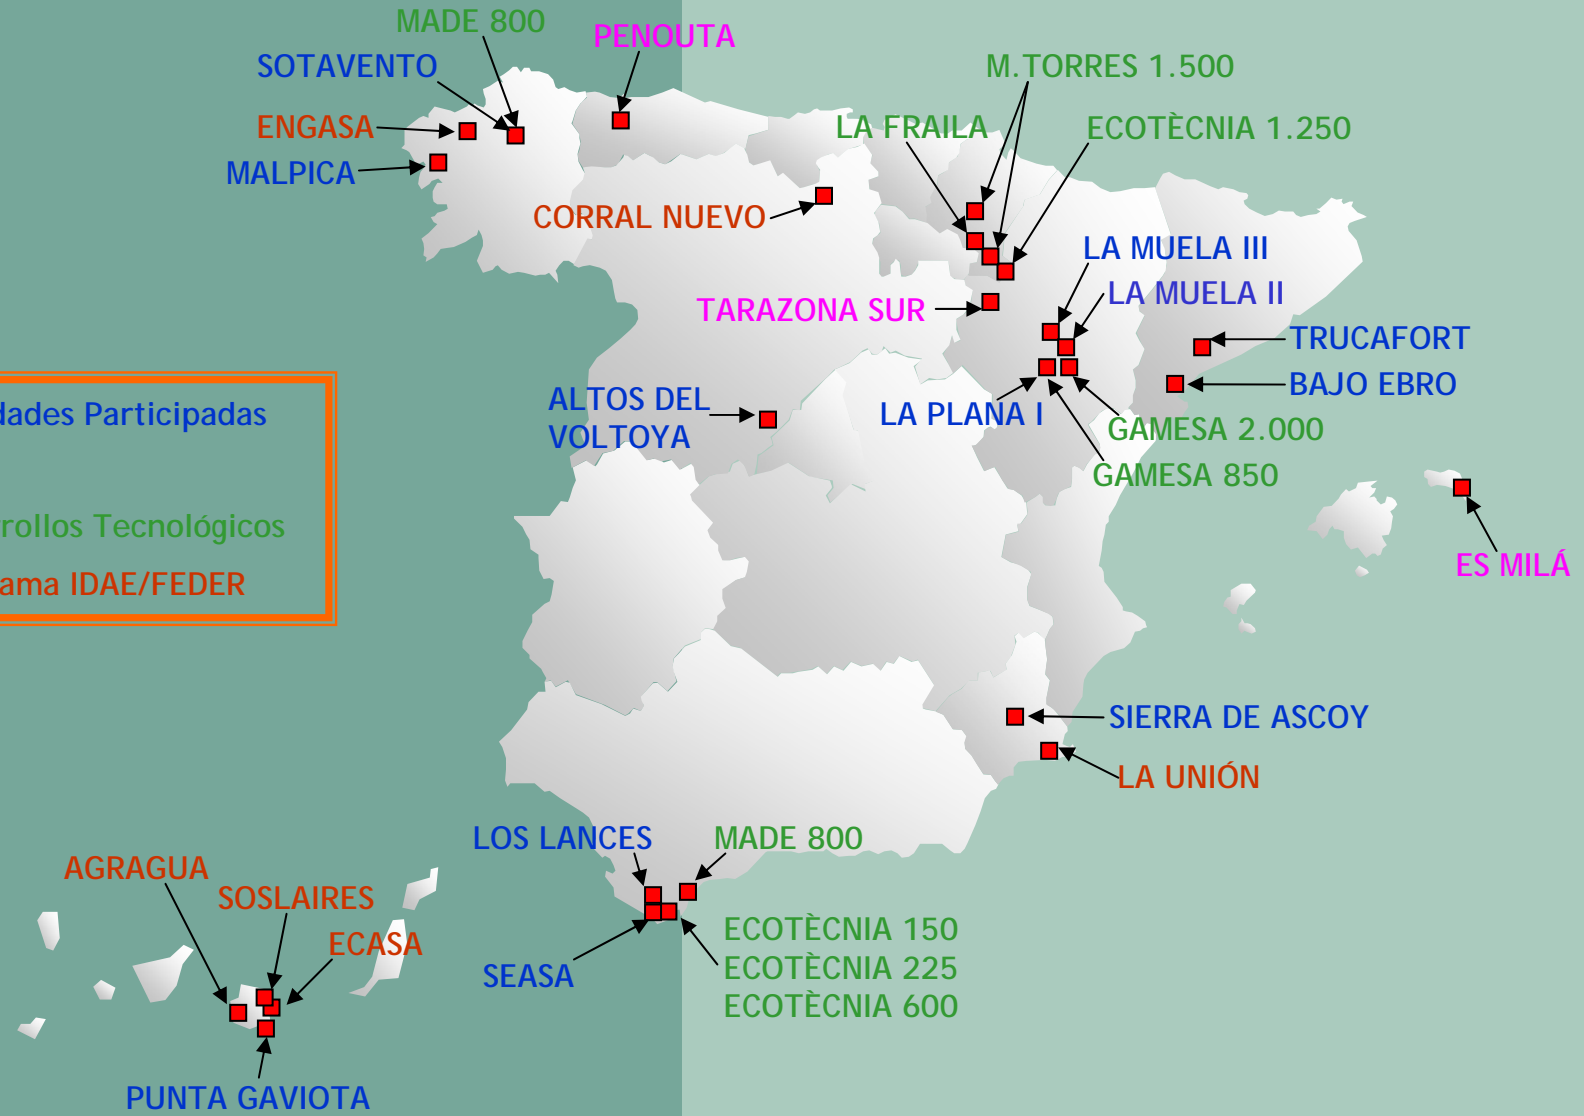 MADE 800
PENOUTA
SOTAVENTO
M.TORRES 1.500
ENGASA
LA FRAILA
ECOTÈCNIA 1.250
MALPICA
CORRAL NUEVO
LA MUELA III
LA MUELA II
TARAZONA SUR
TRUCAFORT
BAJO EBRO
ALTOS DEL
VOLTOYA
LA PLANA I
GAMESA 2.000
GAMESA 850
dades Participadas
rollos Tecnológicos
ama IDAE/FEDER
ES MILÁ
SIERRA DE ASCOY
LA UNIÓN
LOS LANCES
MADE 800
AGRAGUA
SOSLAIRES
ECASA
SEASA
ECOTÈCNIA 150
ECOTÈCNIA 225
ECOTÈCNIA 600
PUNTA GAVIOTA